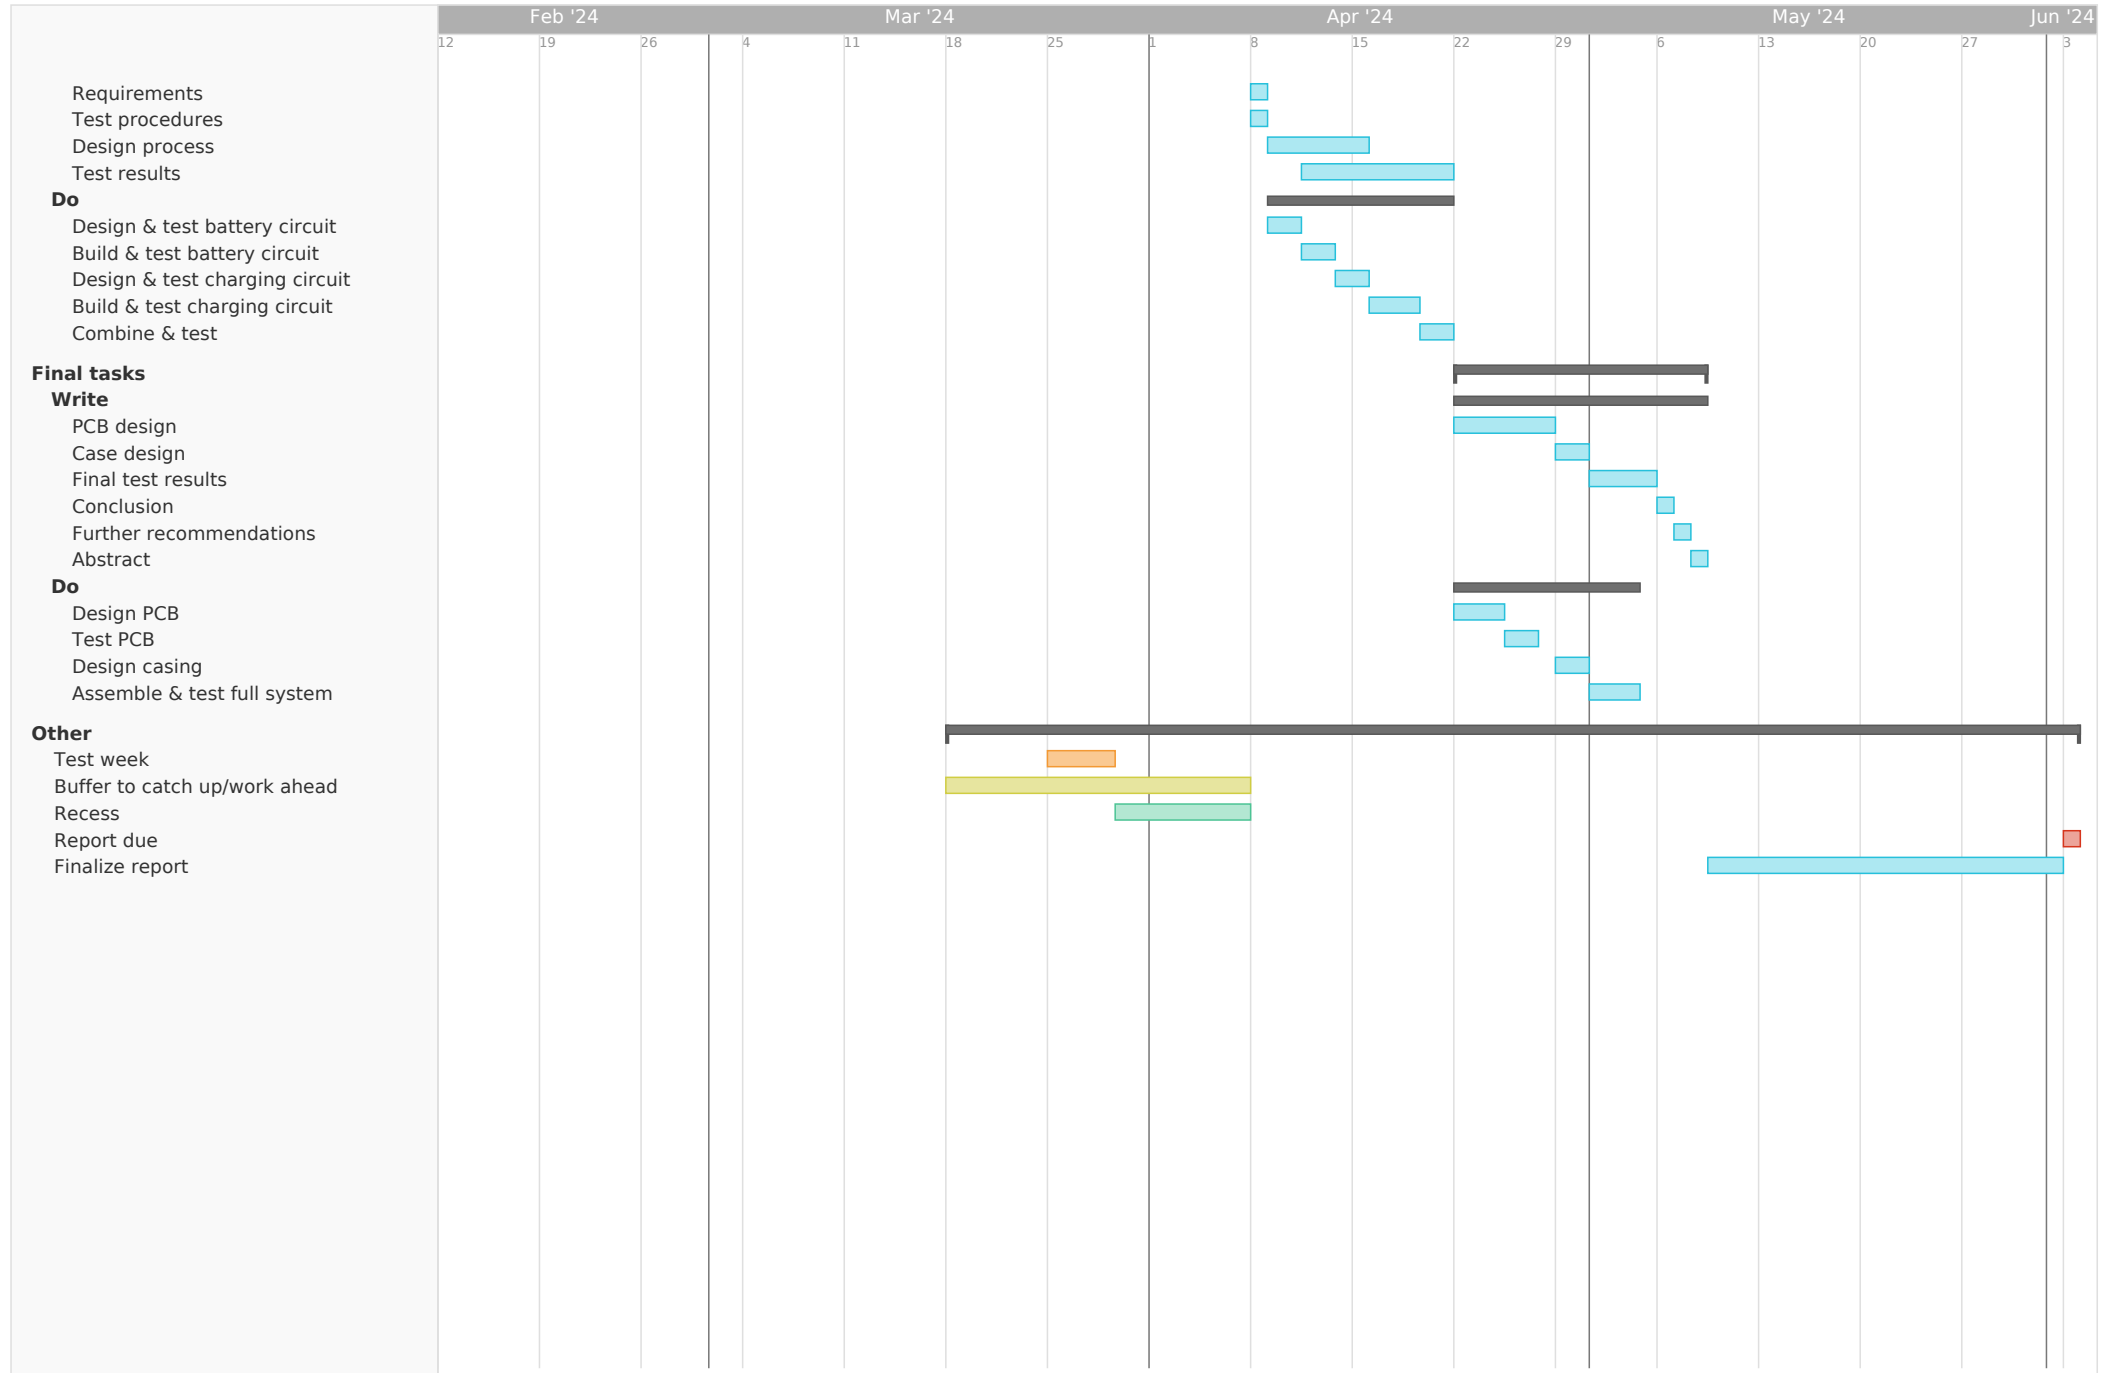 Feb '24 Mar '24 Apr '24 May '24 Jun '24
12 19 26 4 11 18 25 1 8 15 22 29 6 13 20 27 3
Requirements
Test procedures
Design process
Test results
Do
Design & test battery circuit
Build & test battery circuit
Design & test charging circuit
Build & test charging circuit
Combine & test
Final tasks
Write
PCB design
Case design
Final test results
Conclusion
Further recommendations
Abstract
Do
Design PCB
Test PCB
Design casing
Assemble & test full system
Other
Test week
Buffer to catch up/work ahead
Recess
Report due
Finalize report